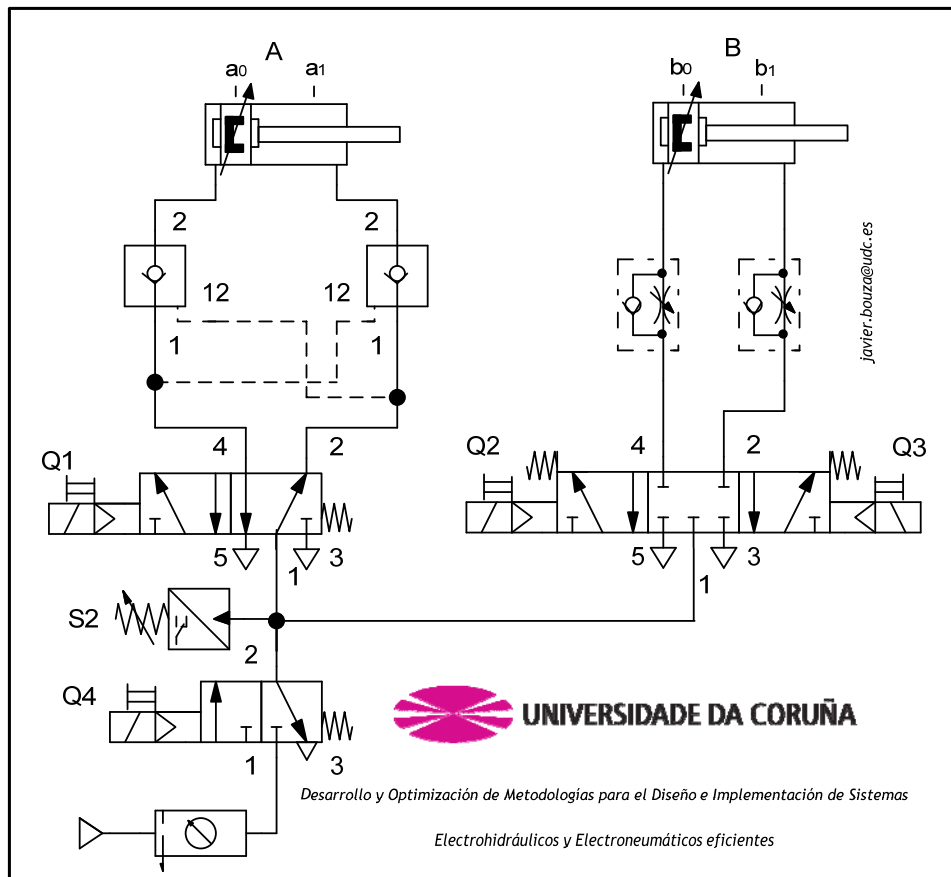 A
B
a0
a1
b0
b1
2
2
12
12
1
1
javier.bouza@udc.es
4
2
4
2
Q1
Q2
Q3
5
1
3
5
3
1
S2
2
Q4
1
3
UNIVERSIDADE DA CORUÑA
Desarrollo y Optimización de Metodologías para el Diseño e Implementación de Sistemas
Electrohidráulicos y Electroneumáticos eficientes